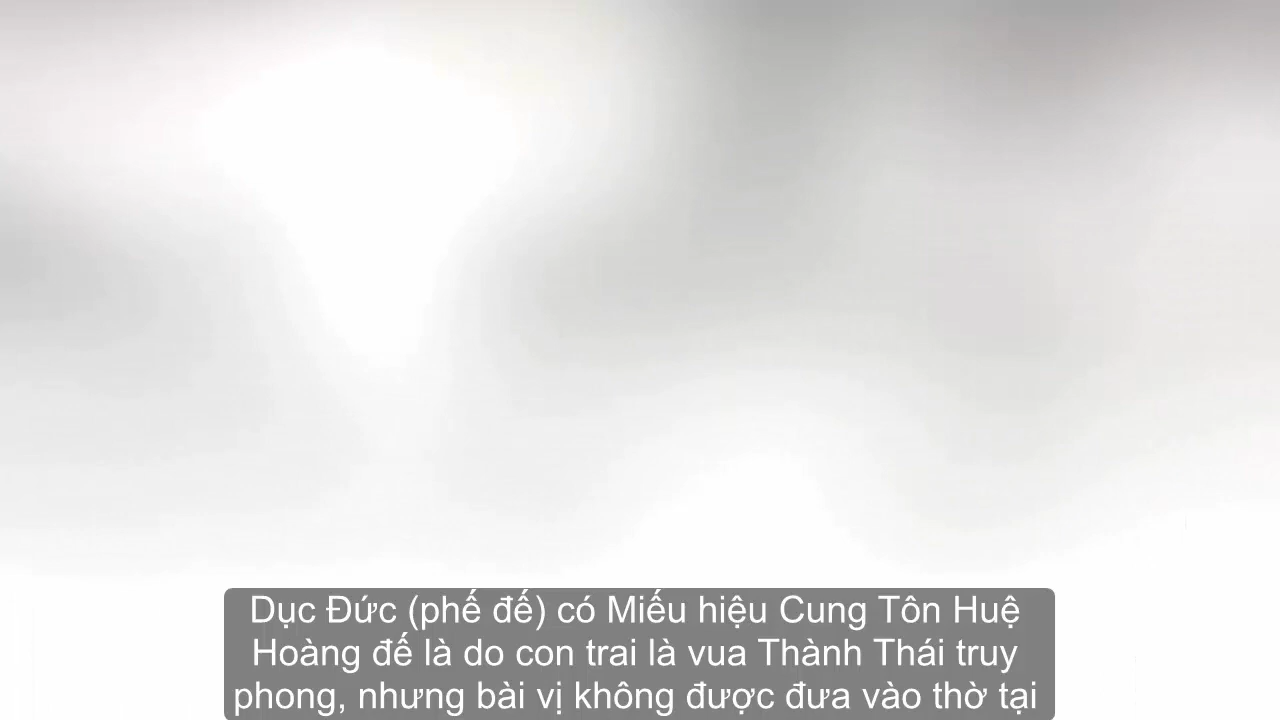 Dục Đức (phế đế) có Miếu hiệu Cung Tôn Huệ
Hoàng đế là do con trai là vua Thành Thái truy
phong, nhưng bài vị không được đưa vào thờ tại